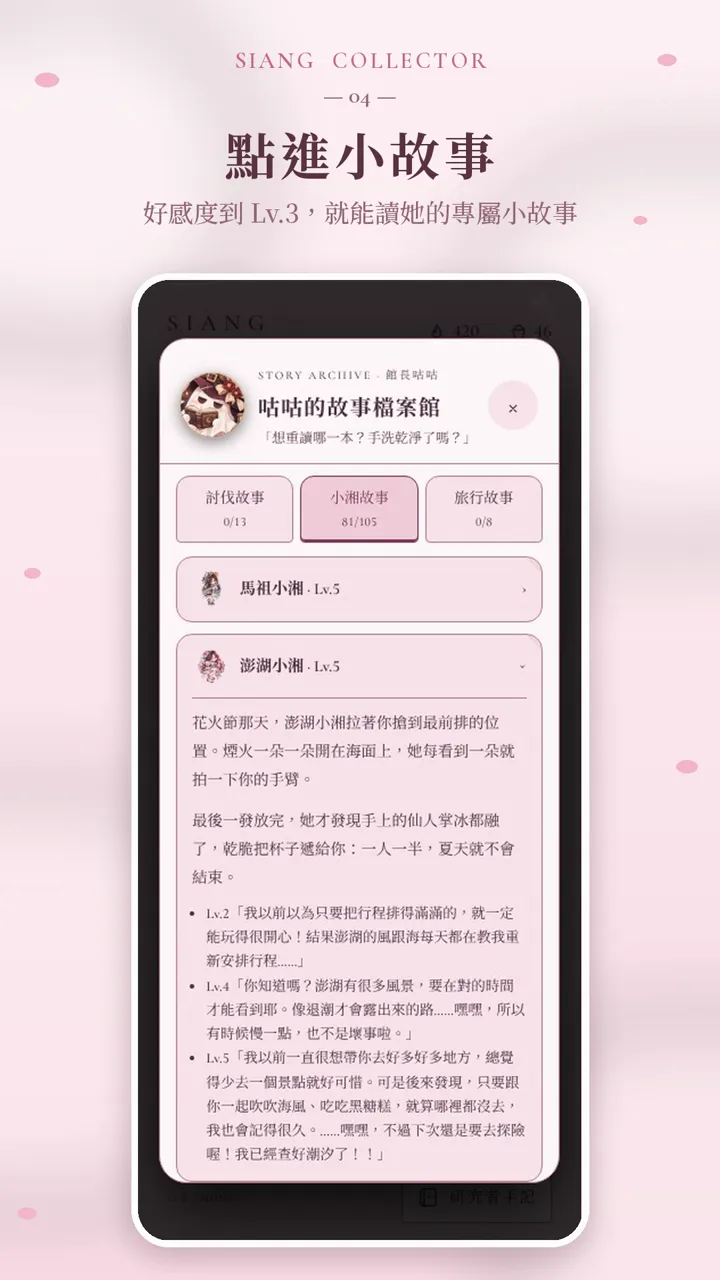 SIANG COLLECTOR
— 04 —
點進小故事
好感度到 Lv.3，就能讀她的專屬小故事
SIANG
420
46
STORY ARCHIVE · 館長咕咕
咕咕的故事檔案館
「想重讀哪一本？手洗乾淨了嗎？」
×
討伐故事
0/13
小湘故事
81/105
旅行故事
0/8
馬祖小湘 · Lv.5
›
澎湖小湘 · Lv.5
花火節那天，澎湖小湘拉著你搶到最前排的位
置。煙火一朵一朵開在海面上，她每看到一朵就
拍一下你的手臂。
最後一發放完，她才發現手上的仙人掌冰都融
了，乾脆把杯子遞給你：一人一半，夏天就不會
結束。
• Lv.2「我以前以為只要把行程排得滿滿的，就一定
能玩得很開心！結果澎湖的風跟海每天都在教我重
新安排行程......」
• Lv.4「你知道嗎？澎湖有很多風景，要在對的時間
才能看到耶。像退潮才會露出來的路......嘿嘿，所以
有時候慢一點，也不是壞事啦。」
• Lv.5「我以前一直很想帶你去好多好多地方，總覺
得少去一個景點就好可惜。可是後來發現，只要跟
你一起吹吹海風、吃吃黑糖糕，就算哪裡都沒去，
我也會記得很久。......嘿嘿，不過下次還是要去探險
喔！我已經查好潮汐了！！」
研究者手記